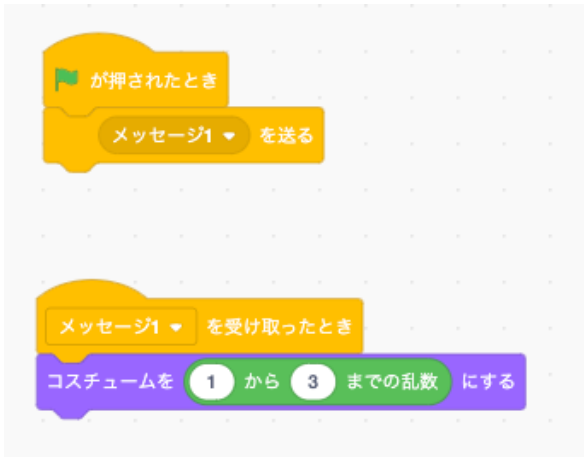 が押されたとき
メッセージ1 を送る
メッセージ1 を受け取ったとき
コスチュームを 1 から 3 までの乱数 にする